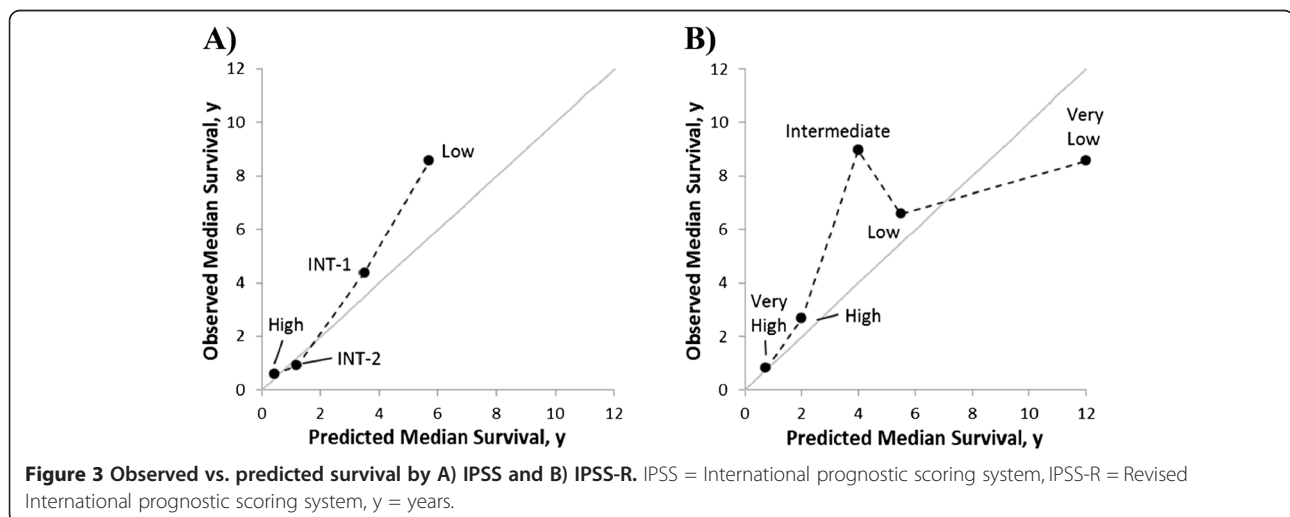 A)
12
10
8
6
4
2
0
Observed Median Survival, y
Low
INT-1
High
INT-2
0 2 4 6 8 10 12
Predicted Median Survival, y
B)
12
10
8
6
4
2
0
Observed Median Survival, y
Intermediate
Very
Low
Low
Very
High
High
0 2 4 6 8 10 12
Predicted Median Survival, y
Figure 3 Observed vs. predicted survival by A) IPSS and B) IPSS-R. IPSS = International prognostic scoring system, IPSS-R = Revised
International prognostic scoring system, y = years.